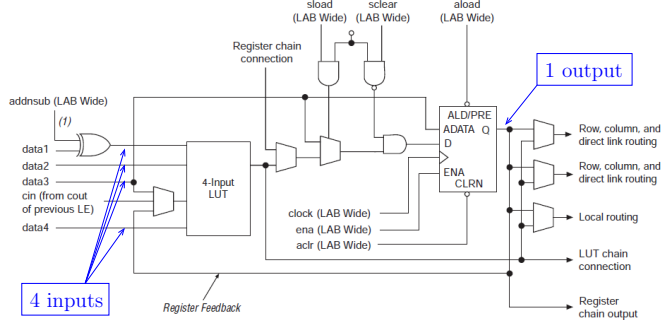 sload
(LAB Wide)
sclear
(LAB Wide)
aload
(LAB Wide)
Register chain
connection
1 output
addnsub (LAB Wide)
(1)
ALD/PRE
ADATA Q
D
ENA
CLRN
data1
data2
data3
cin (from cout
of previous LE)
data4
4-Input
LUT
clock (LAB Wide)
ena (LAB Wide)
aclr (LAB Wide)
Row, column, and
direct link routing
Row, column, and
direct link routing
Local routing
LUT chain
connection
Register
chain output
4 inputs
Register Feedback